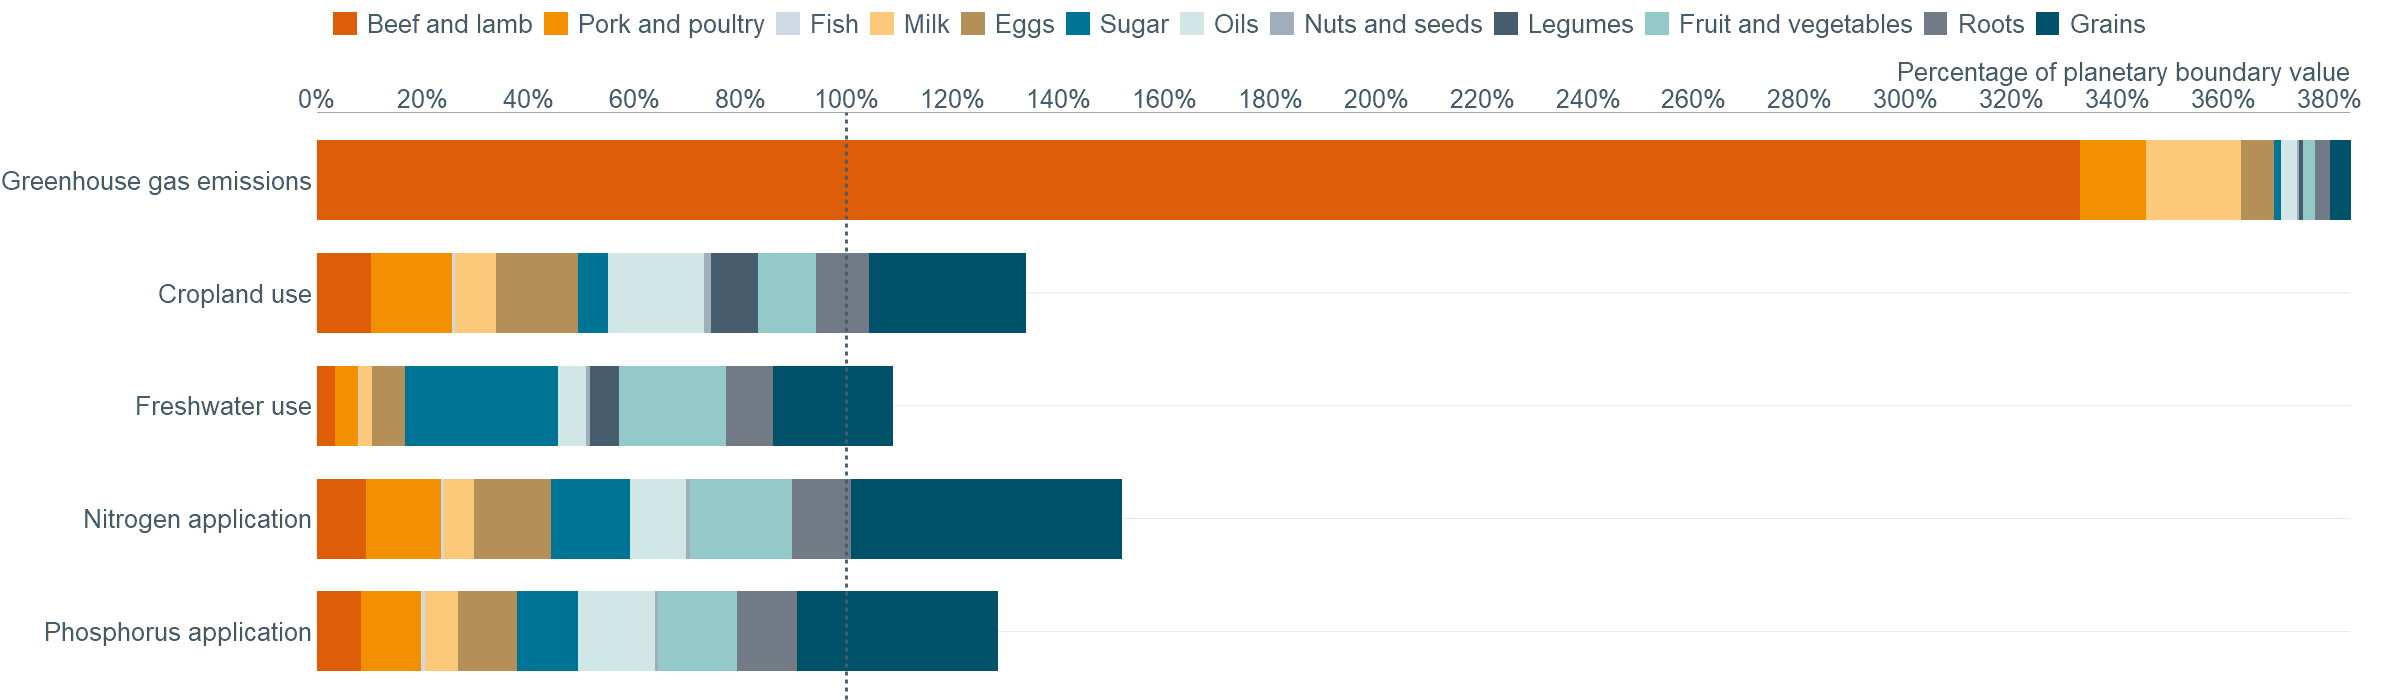 Beef and lamb Pork and poultry Fish Milk Eggs Sugar Oils Nuts and seeds Legumes Fruit and vegetables Roots Grains
Percentage of planetary boundary value
0% 20% 40% 60% 80% 100% 120% 140% 160% 180% 200% 220% 240% 260% 280% 300% 320% 340% 360% 380%
Greenhouse gas emissions
Cropland use
Freshwater use
Nitrogen application
Phosphorus application